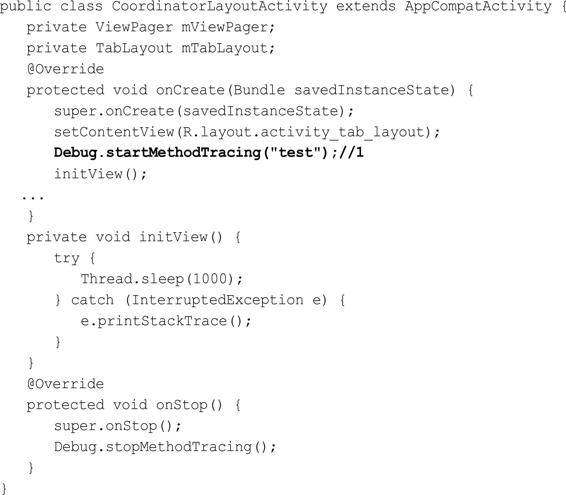 public class CoordinatorLayoutActivity extends AppCompatActivity {
private ViewPager mViewPager;
private TabLayout mTabLayout;
@Override
protected void onCreate(Bundle savedInstanceState) {
super.onCreate(savedInstanceState);
setContentView(R.layout.activity_tab_layout);
Debug.startMethodTracing("test");//1
initView();
...
}
private void initView() {
try {
Thread.sleep(1000);
} catch (InterruptedException e) {
e.printStackTrace();
}
}
@Override
protected void onStop() {
super.onStop();
Debug.stopMethodTracing();
}
}